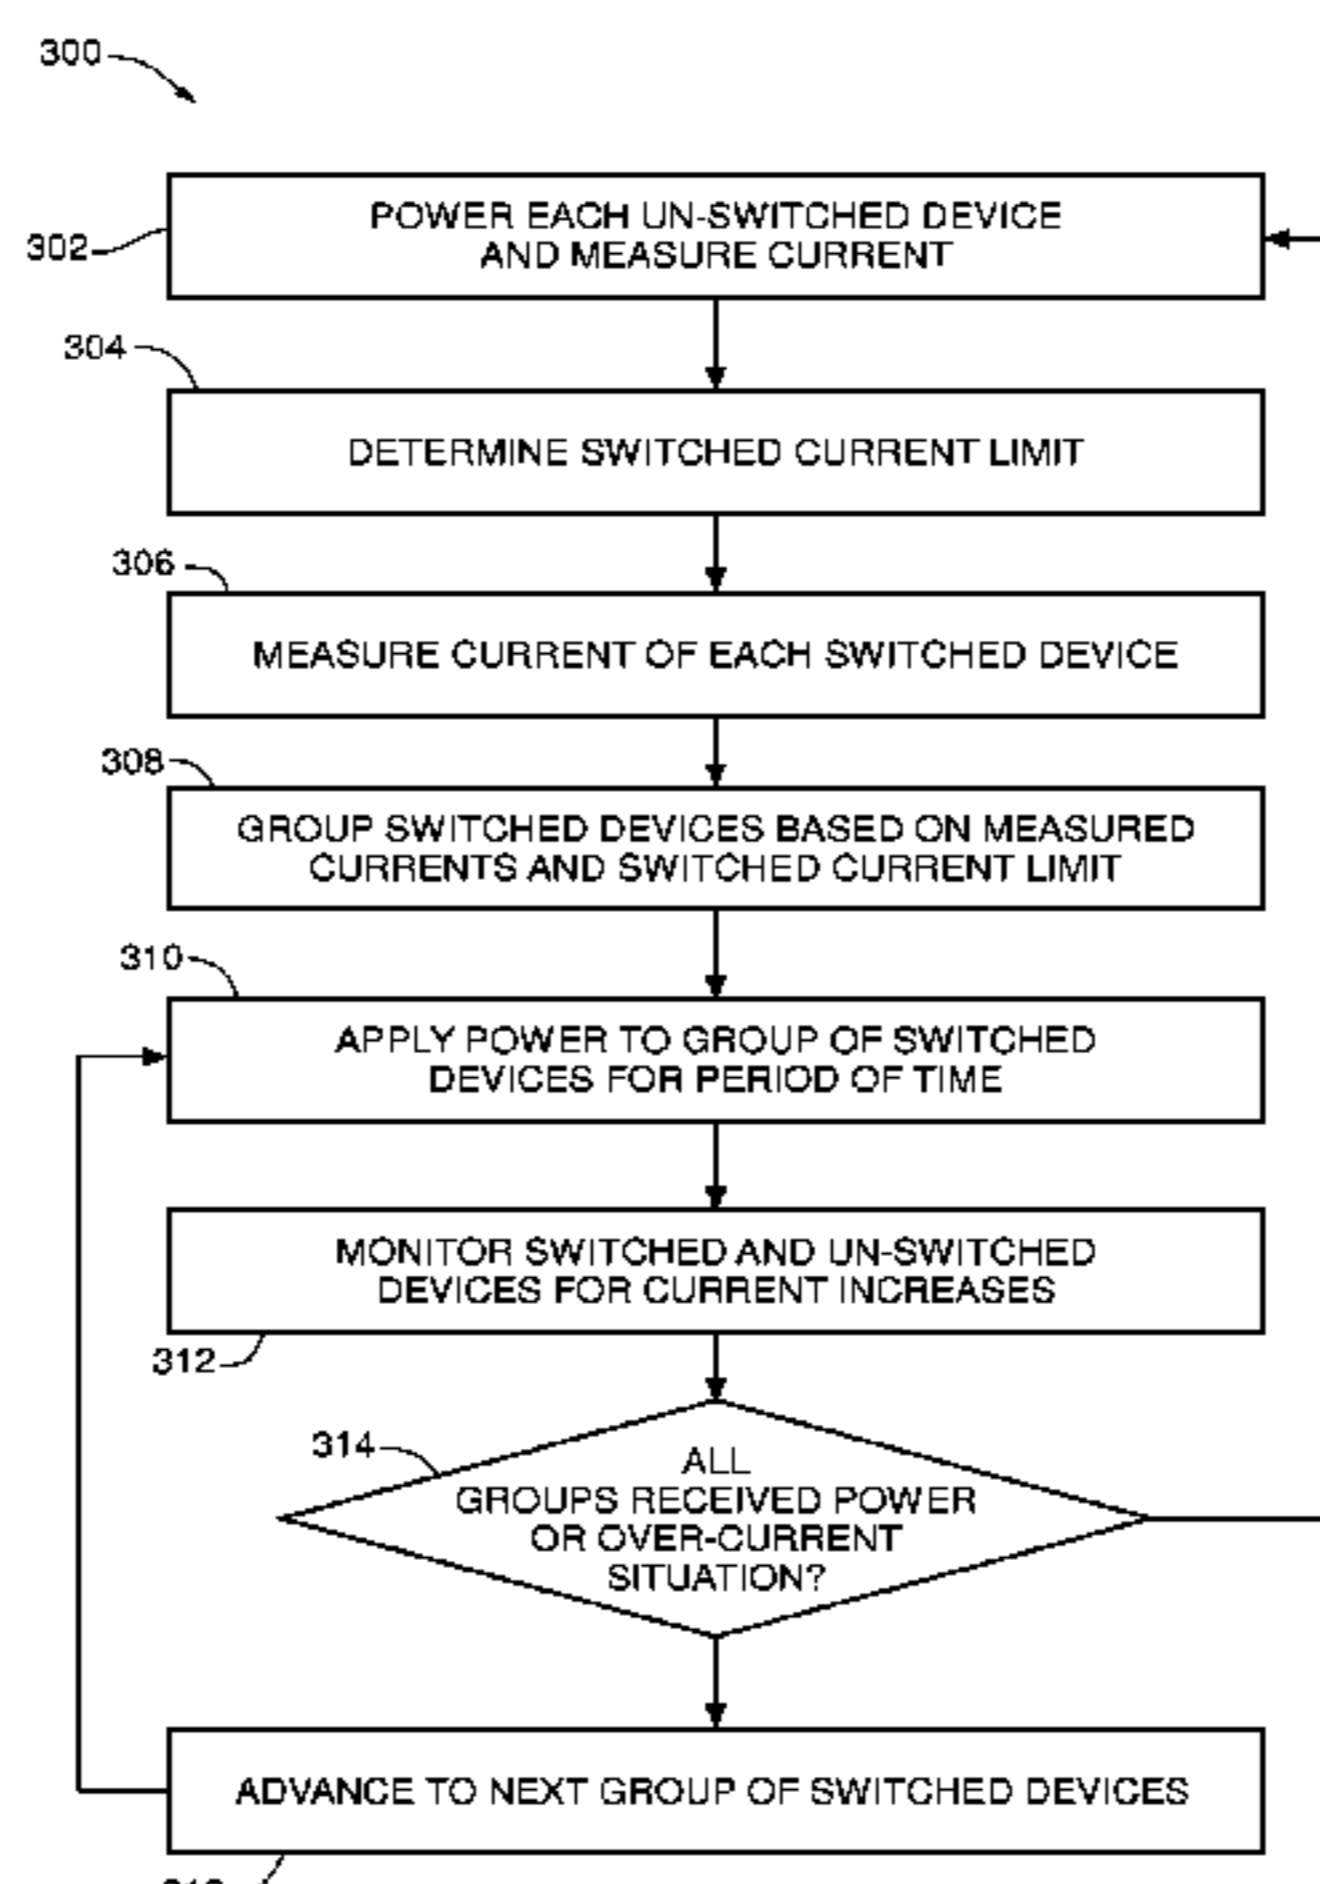 300
302
POWER EACH UN-SWITCHED DEVICE
AND MEASURE CURRENT
304
DETERMINE SWITCHED CURRENT LIMIT
306
MEASURE CURRENT OF EACH SWITCHED DEVICE
308
GROUP SWITCHED DEVICES BASED ON MEASURED
CURRENTS AND SWITCHED CURRENT LIMIT
310
APPLY POWER TO GROUP OF SWITCHED
DEVICES FOR PERIOD OF TIME
MONITOR SWITCHED AND UN-SWITCHED
DEVICES FOR CURRENT INCREASES
312
314
ALL
GROUPS RECEIVED POWER
OR OVER-CURRENT
SITUATION?
ADVANCE TO NEXT GROUP OF SWITCHED DEVICES